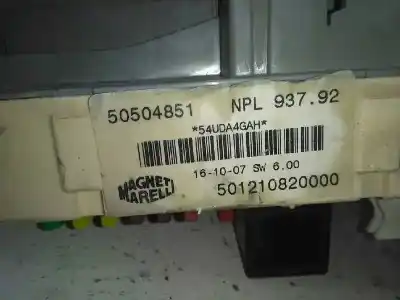 50504851 NPL 937.92
*54UDA4GAH*
16-10-07 SW 6.00
MAGNETI
MARELLI
501210820000